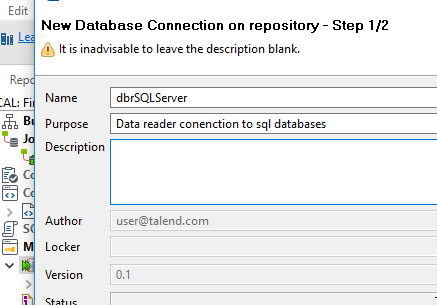 Edit
New Database Connection on repository - Step 1/2
It is inadvisable to leave the description blank.
Lea
Repo
CAL: Fin
Bu
Jo
Co
Co
SQ
M
Name
dbrSQLServer
Purpose
Data reader conenction to sql databases
Description
Author
user@talend.com
Locker
Version
0.1
Status